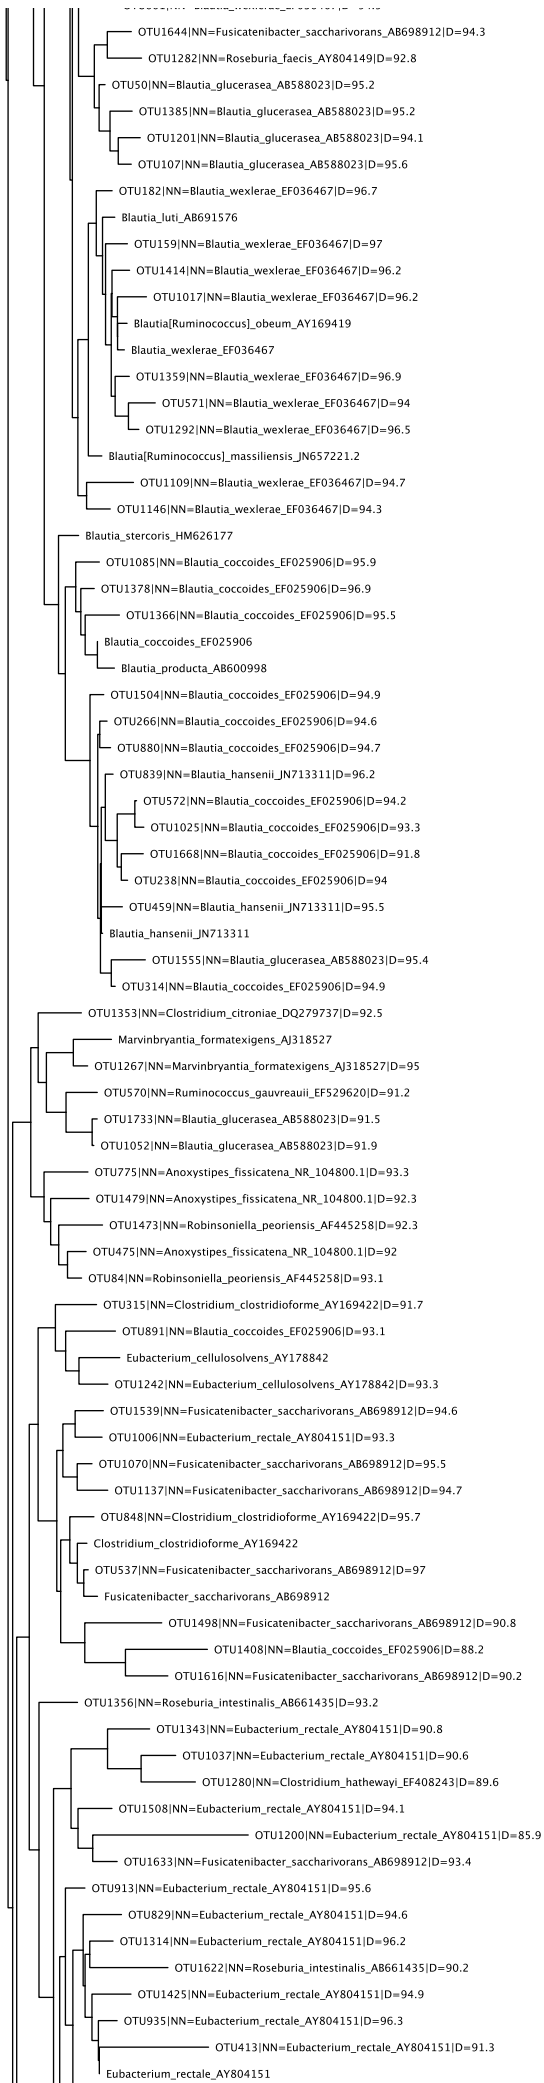 OTU1644|NN=Fusicatenibacter_saccharivorans_AB698912|D=94.3
OTU1282|NN=Roseburia_faecis_AY804149|D=92.8
OTU50|NN=Blautia_glucerasea_AB588023|D=95.2
OTU1385|NN=Blautia_glucerasea_AB588023|D=95.2
OTU1201|NN=Blautia_glucerasea_AB588023|D=94.1
OTU107|NN=Blautia_glucerasea_AB588023|D=95.6
OTU182|NN=Blautia_wexlerae_EF036467|D=96.7
Blautia_luti_AB691576
OTU159|NN=Blautia_wexlerae_EF036467|D=97
OTU1414|NN=Blautia_wexlerae_EF036467|D=96.2
OTU1017|NN=Blautia_wexlerae_EF036467|D=96.2
Blautia[Ruminococcus]_obeum_AY169419
Blautia_wexlerae_EF036467
OTU1359|NN=Blautia_wexlerae_EF036467|D=96.9
OTU571|NN=Blautia_wexlerae_EF036467|D=94
OTU1292|NN=Blautia_wexlerae_EF036467|D=96.5
Blautia[Ruminococcus]_massiliensis_JN657221.2
OTU1109|NN=Blautia_wexlerae_EF036467|D=94.7
OTU1146|NN=Blautia_wexlerae_EF036467|D=94.3
Blautia_stercoris_HM626177
OTU1085|NN=Blautia_coccoides_EF025906|D=95.9
OTU1378|NN=Blautia_coccoides_EF025906|D=96.9
OTU1366|NN=Blautia_coccoides_EF025906|D=95.5
Blautia_coccoides_EF025906
Blautia_producta_AB600998
OTU1504|NN=Blautia_coccoides_EF025906|D=94.9
OTU266|NN=Blautia_coccoides_EF025906|D=94.6
OTU880|NN=Blautia_coccoides_EF025906|D=94.7
OTU839|NN=Blautia_hansenii_JN713311|D=96.2
OTU572|NN=Blautia_coccoides_EF025906|D=94.2
OTU1025|NN=Blautia_coccoides_EF025906|D=93.3
OTU1668|NN=Blautia_coccoides_EF025906|D=91.8
OTU238|NN=Blautia_coccoides_EF025906|D=94
OTU459|NN=Blautia_hansenii_JN713311|D=95.5
Blautia_hansenii_JN713311
OTU1555|NN=Blautia_glucerasea_AB588023|D=95.4
OTU314|NN=Blautia_coccoides_EF025906|D=94.9
OTU1353|NN=Clostridium_citroniae_DQ279737|D=92.5
Marvinbryantia_formatexigens_AJ318527
OTU1267|NN=Marvinbryantia_formatexigens_AJ318527|D=95
OTU570|NN=Ruminococcus_gauvreauii_EF529620|D=91.2
OTU1733|NN=Blautia_glucerasea_AB588023|D=91.5
OTU1052|NN=Blautia_glucerasea_AB588023|D=91.9
OTU775|NN=Anoxystipes_fissicatena_NR_104800.1|D=93.3
OTU1479|NN=Anoxystipes_fissicatena_NR_104800.1|D=92.3
OTU1473|NN=Robinsoniella_peoriensis_AF445258|D=92.3
OTU475|NN=Anoxystipes_fissicatena_NR_104800.1|D=92
OTU84|NN=Robinsoniella_peoriensis_AF445258|D=93.1
OTU315|NN=Clostridium_clostridioforme_AY169422|D=91.7
OTU891|NN=Blautia_coccoides_EF025906|D=93.1
Eubacterium_cellulosolvens_AY178842
OTU1242|NN=Eubacterium_cellulosolvens_AY178842|D=93.3
OTU1539|NN=Fusicatenibacter_saccharivorans_AB698912|D=94.6
OTU1006|NN=Eubacterium_rectale_AY804151|D=93.3
OTU1070|NN=Fusicatenibacter_saccharivorans_AB698912|D=95.5
OTU1137|NN=Fusicatenibacter_saccharivorans_AB698912|D=94.7
OTU848|NN=Clostridium_clostridioforme_AY169422|D=95.7
Clostridium_clostridioforme_AY169422
OTU537|NN=Fusicatenibacter_saccharivorans_AB698912|D=97
Fusicatenibacter_saccharivorans_AB698912
OTU1498|NN=Fusicatenibacter_saccharivorans_AB698912|D=90.8
OTU1408|NN=Blautia_coccoides_EF025906|D=88.2
OTU1616|NN=Fusicatenibacter_saccharivorans_AB698912|D=90.2
OTU1356|NN=Roseburia_intestinalis_AB661435|D=93.2
OTU1343|NN=Eubacterium_rectale_AY804151|D=90.8
OTU1037|NN=Eubacterium_rectale_AY804151|D=90.6
OTU1280|NN=Clostridium_hathewayi_EF408243|D=89.6
OTU1508|NN=Eubacterium_rectale_AY804151|D=94.1
OTU1200|NN=Eubacterium_rectale_AY804151|D=85.9
OTU1633|NN=Fusicatenibacter_saccharivorans_AB698912|D=93.4
OTU913|NN=Eubacterium_rectale_AY804151|D=95.6
OTU829|NN=Eubacterium_rectale_AY804151|D=94.6
OTU1314|NN=Eubacterium_rectale_AY804151|D=96.2
OTU1622|NN=Roseburia_intestinalis_AB661435|D=90.2
OTU1425|NN=Eubacterium_rectale_AY804151|D=94.9
OTU935|NN=Eubacterium_rectale_AY804151|D=96.3
OTU413|NN=Eubacterium_rectale_AY804151|D=91.3
Eubacterium_rectale_AY804151